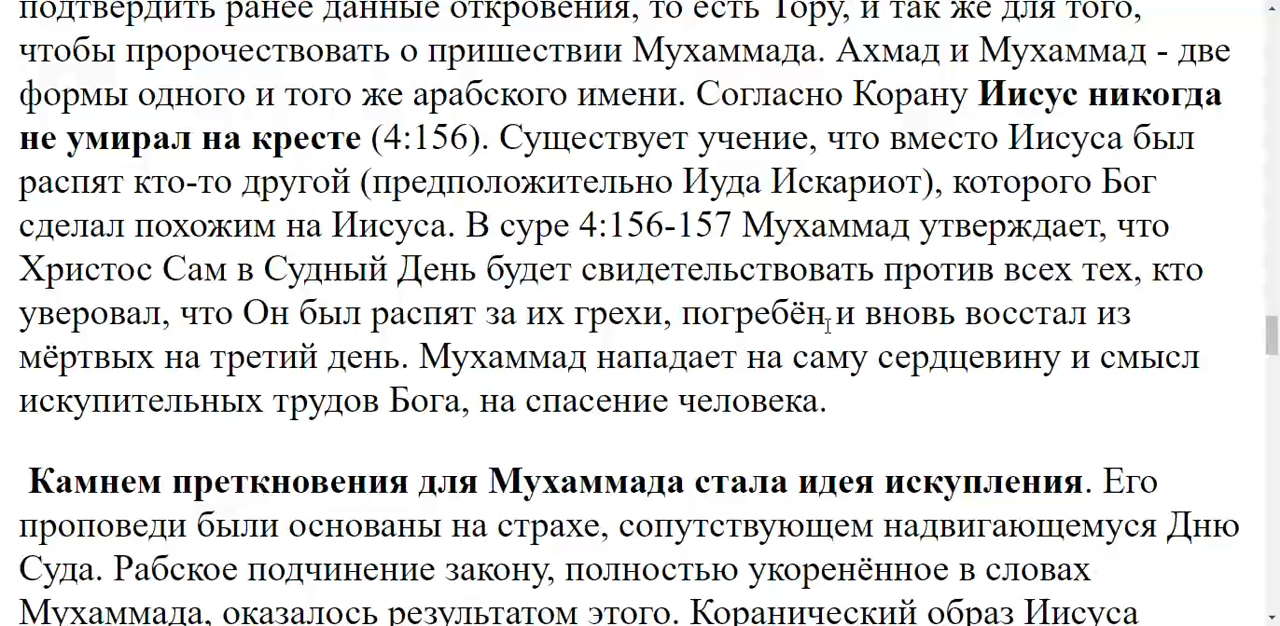 подтвердить ранее данные откровения, то есть Тору, и так же для того,
чтобы пророчествовать о пришествии Мухаммада. Ахмад и Мухаммад - две
формы одного и того же арабского имени. Согласно Корану Иисус никогда
не умирал на кресте (4:156). Существует учение, что вместо Иисуса был
распят кто-то другой (предположительно Иуда Искариот), которого Бог
сделал похожим на Иисуса. В суре 4:156-157 Мухаммад утверждает, что
Христос Сам в Судный День будет свидетельствовать против всех тех, кто
уверовал, что Он был распят за их грехи, погребён и вновь восстал из
мёртвых на третий день. Мухаммад нападает на саму сердцевину и смысл
искупительных трудов Бога, на спасение человека.
Камнем преткновения для Мухаммада стала идея искупления. Его
проповеди были основаны на страхе, сопутствующем надвигающемуся Дню
Суда. Рабское подчинение закону, полностью укоренённое в словах
Мухаммада, оказалось результатом этого. Коранический образ Иисуса